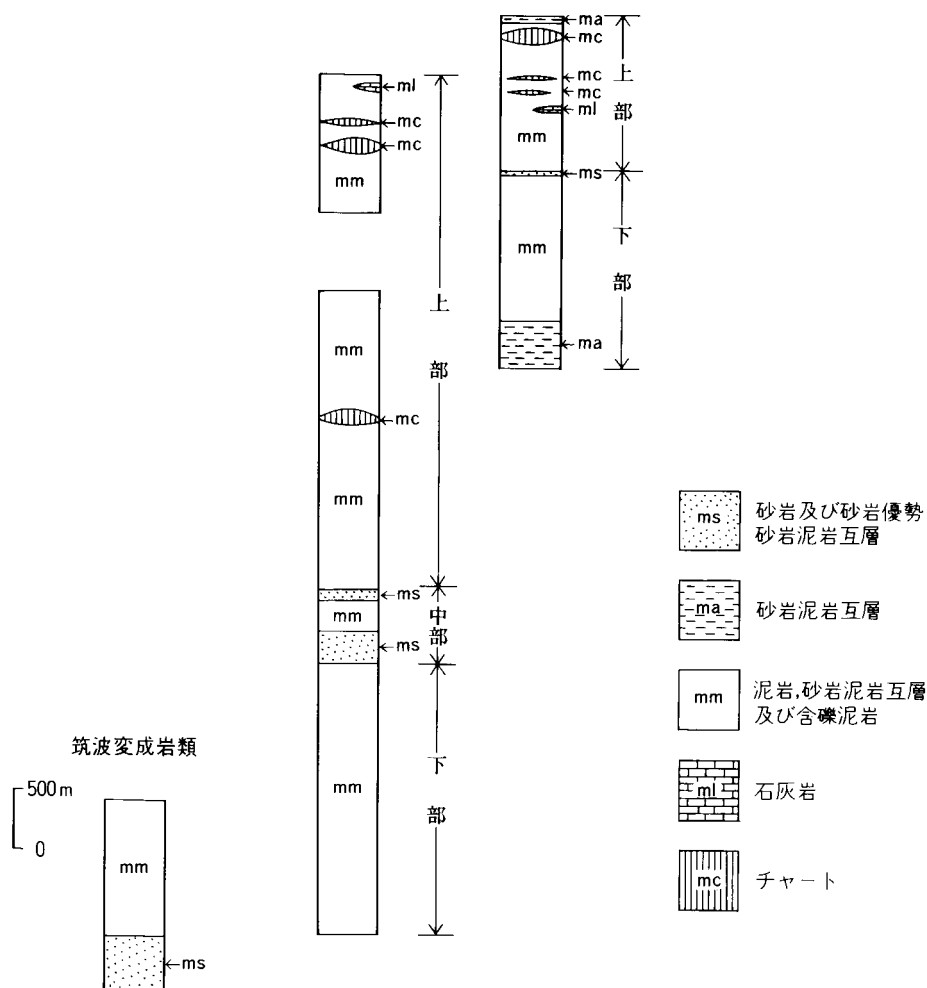 ma
mc
mc
mc
ml
mm
ms
mm
ma
上部
下部
ml
mc
mc
mm
mm
mc
mm
ms
mm
ms
mm
上部
中部
下部
筑波変成岩類
500m
0
mm
ms
ms 砂岩及び砂岩優勢
砂岩泥岩互層
ma 砂岩泥岩互層
mm 泥岩,砂岩泥岩互層
及び含礫泥岩
ml 石灰岩
mc チャート